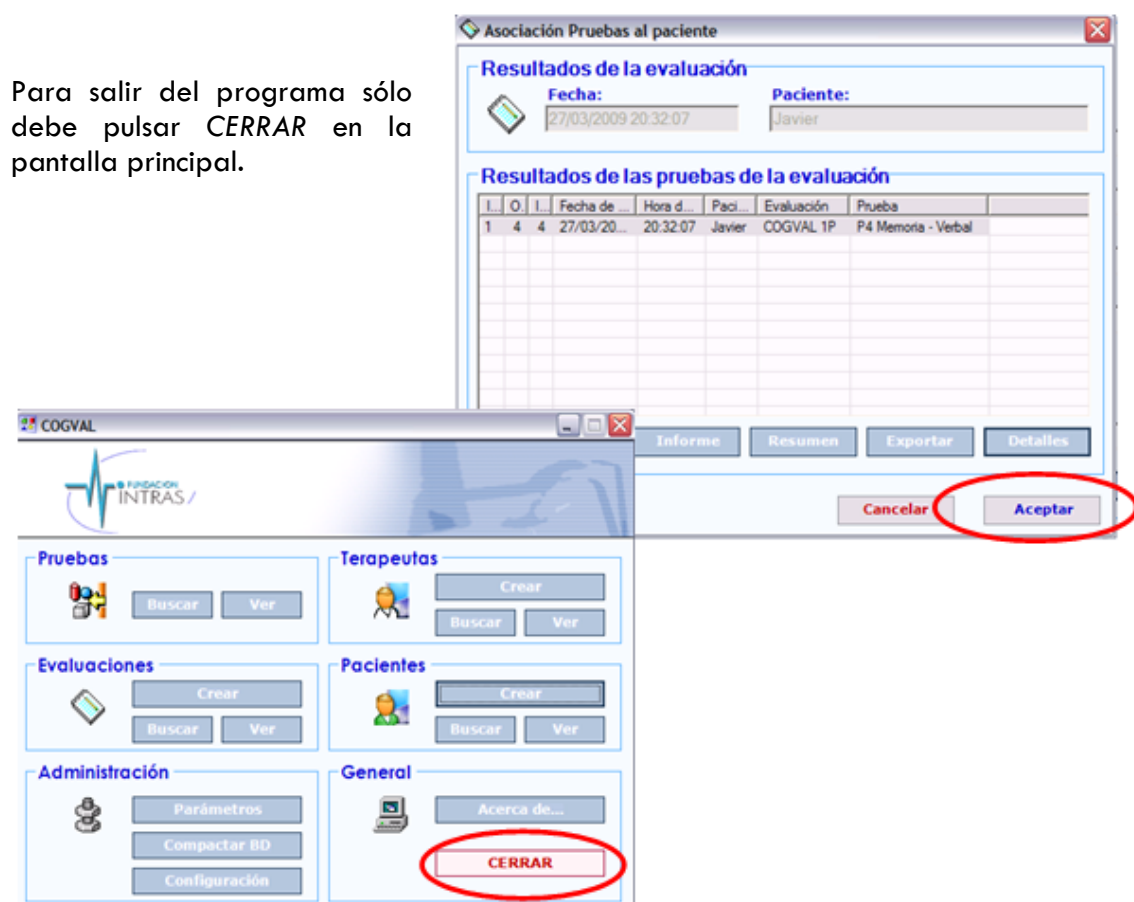 Para salir del programa sólo
debe pulsar CERRAR en la
pantalla principal.
Asociación Pruebas al paciente
Resultados de la evaluación
Fecha: Paciente:
27/03/2009 20:32:07 Javier
Resultados de las pruebas de la evaluación
I... O. I... Fecha de ... Hora d... Paci... Evaluación Prueba
1 4 4 27/03/20... 20:32:07 Javier COGVAL 1P P4 Memoria - Verbal
Informe Resumen Exportar Detalles
Cancelar Aceptar
COGVAL
FUNDACION
INTRAS
Pruebas
Buscar Ver
Terapeutas
Crear
Buscar Ver
Evaluaciones
Crear
Buscar Ver
Pacientes
Crear
Buscar Ver
Administración
Parámetros
Compactar BD
Configuración
General
Acerca de...
CERRAR